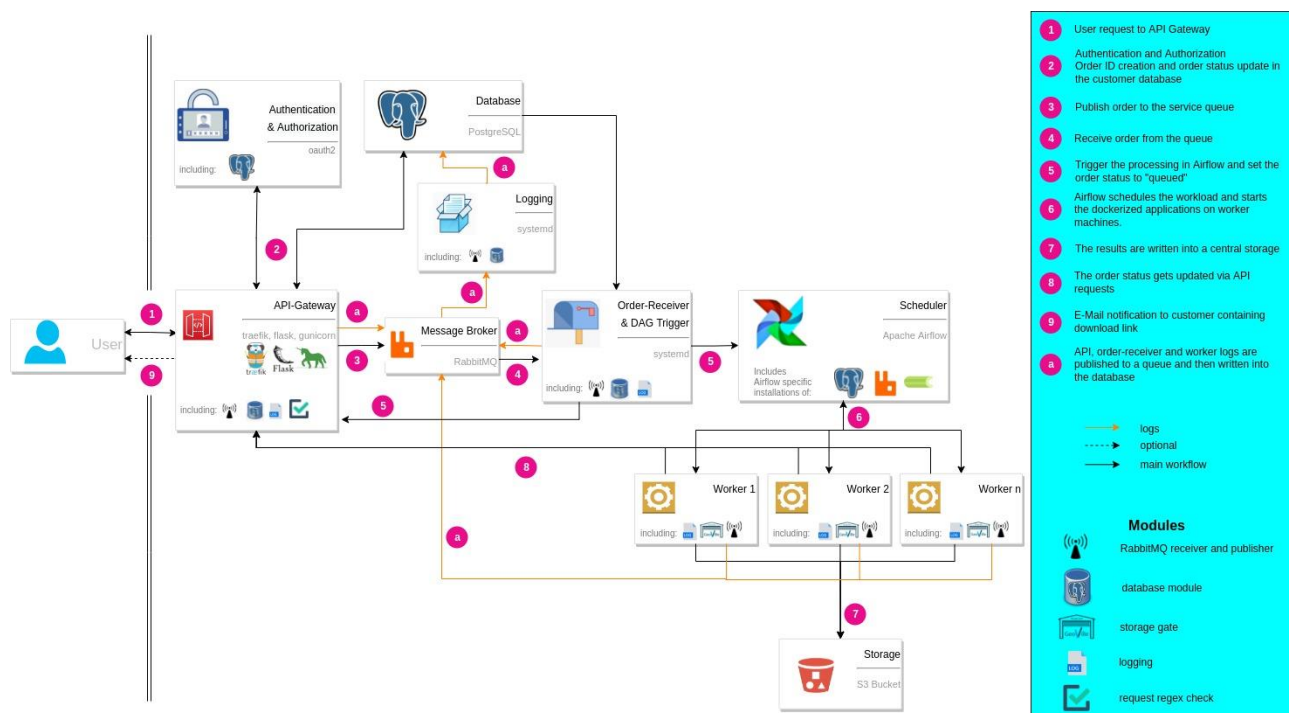 Authentication
& Authorization
oauth2
including:
Database
PostgreSQL
a
Logging
systemd
including:
2
a
1
User
9
API-Gateway
traefik, flask, gunicorn
træfik
Flask
including:
a
3
Message Broker
RabbitMQ
a
4
Order-Receiver
& DAG Trigger
systemd
including:
LOG
5
5
Scheduler
Apache Airflow
Includes
Airflow specific
installations of:
6
8
a
Worker 1
including:
LOG
Worker 2
including:
LOG
Worker n
including:
LOG
7
Storage
S3 Bucket
1 User request to API Gateway
2 Authentication and Authorization
Order ID creation and order status update in
the customer database
3 Publish order to the service queue
4 Receive order from the queue
5 Trigger the processing in Airflow and set the
order status to "queued"
6 Airflow schedules the workload and starts
the dockerized applications on worker
machines.
7 The results are written into a central storage
8 The order status gets updated via API
requests
9 E-Mail notification to customer containing
download link
a API, order-receiver and worker logs are
published to a queue and then written into
the database
logs
optional
main workflow
Modules
RabbitMQ receiver and publisher
database module
storage gate
LOG
logging
request regex check